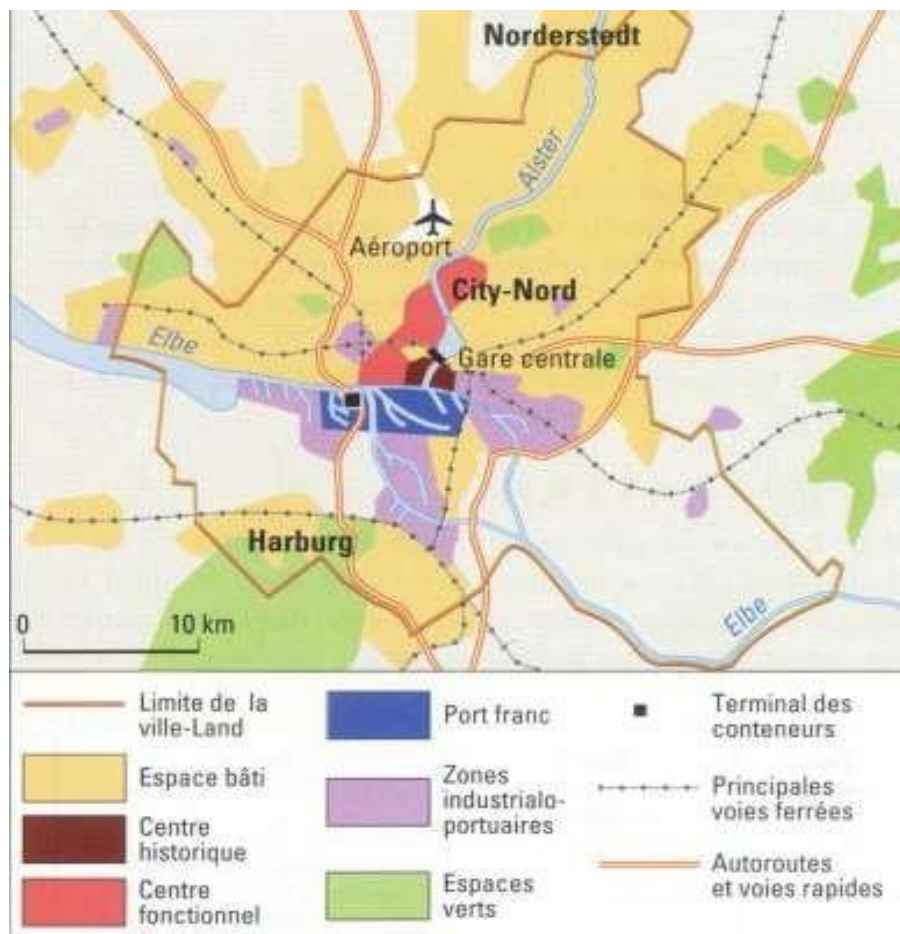 Norderstedt
Alster
Aéroport
City-Nord
Elbe
Gare centrale
Harburg
0 10 km
Elbe
Limite de la
ville-Land
Espace bâti
Centre
historique
Centre
fonctionnel
Port franc
Zones
industrialo-
portuaires
Espaces
verts
Terminal des
conteneurs
Principales
voies ferrées
Autoroutes
et voies rapides